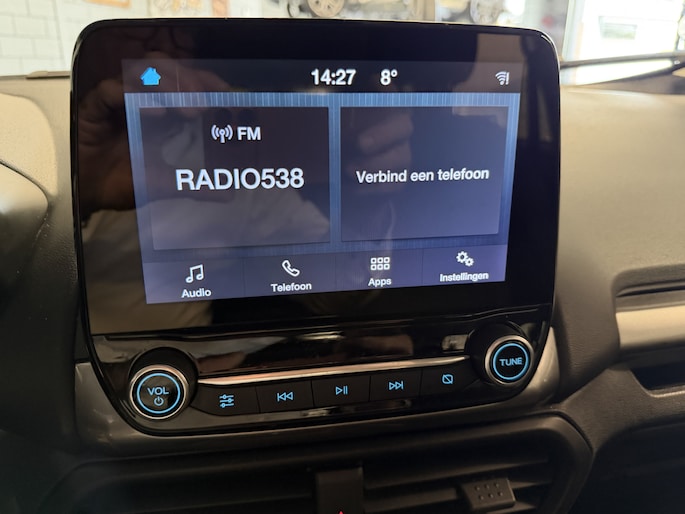 14:27 8°
FM
RADIO538
Verbind een telefoon
Audio
Telefoon
Apps
Instellingen
VOL
TUNE